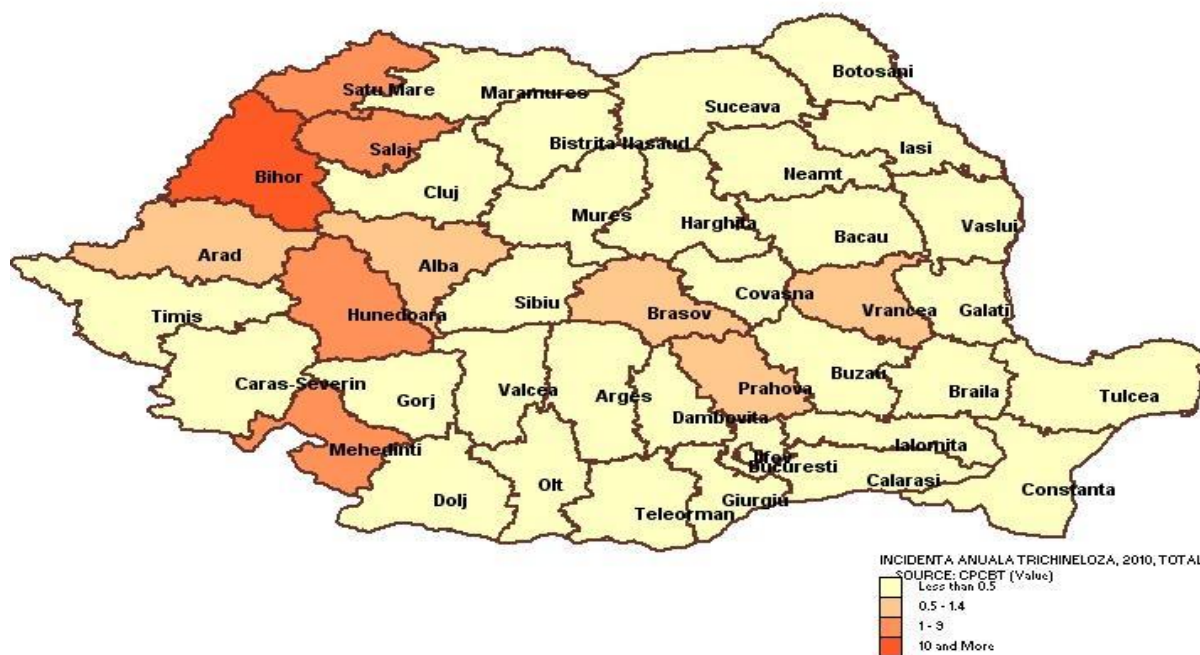 Botosani
Satu Mare
Maramures
Suceava
Salaj
Bistrita-Nasaud
Iasi
Bihor
Cluj
Neamt
Mures
Harghita
Vaslui
Bacau
Arad
Alba
Timis
Hunedoara
Sibiu
Brasov
Covasna
Vrancea
Galati
Caras-Severin
Gorj
Valcea
Arges
Prahova
Buzau
Braila
Tulcea
Dambovita
Mehedinti
Ilfov
Bucuresti
Ialomita
Calarasi
Dolj
Olt
Teleorman
Giurgiu
Constanta
INCIDENTA ANUALA TRICHINELOZA, 2010, TOTAL
SOURCE: CPCBT (Value)
Less than 0.5
0.5 - 1.4
1 - 9
10 and More